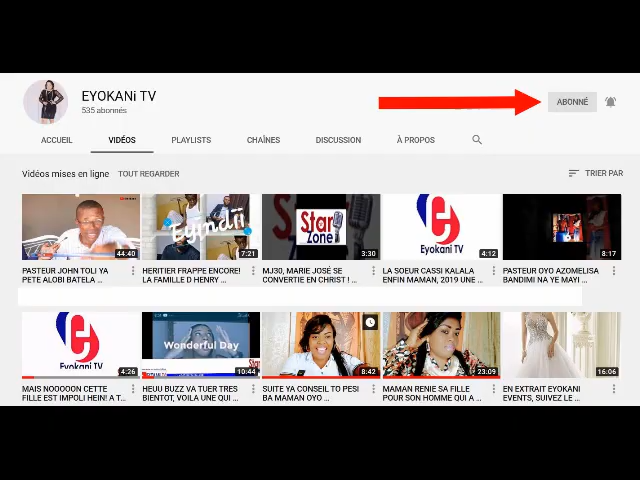 EYOKANi TV
535 abonnés
ABONNÉ
ACCUEIL VIDÉOS PLAYLISTS CHAÎNES DISCUSSION À PROPOS
Vidéos mises en ligne TOUT REGARDER TRIER PAR
Eyindii
Star
Zone
Eyokani TV
44:40 7:21 3:30 4:12 8:17
PASTEUR JOHN TOLI YA
PETE ALOBI BATELA ...
HERITIER FRAPPE ENCORE!
LA FAMILLE D HENRY ...
MJ30, MARIE JOSÉ SE
CONVERTIE EN CHRIST ! ...
LA SOEUR CASSI KALALA
ENFIN MAMAN, 2019 UNE ...
PASTEUR OYO AZOMELISA
BANDIMI NA YE MAYI ...
Eyokani TV
Wonderful Day
Star
4:26 10:44 8:42 23:09 16:06
MAIS NOOOOON CETTE
FILLE EST IMPOLI HEIN! A T...
HEUU BUZZ VA TUER TRES
BIENTOT, VOILA UNE QUI ...
SUITE YA CONSEIL TO PESI
BA MAMAN OYO ...
MAMAN RENIE SA FILLE
POUR SON HOMME QUI A ...
EN EXTRAIT EYOKANI
EVENTS, SUIVEZ LE ...